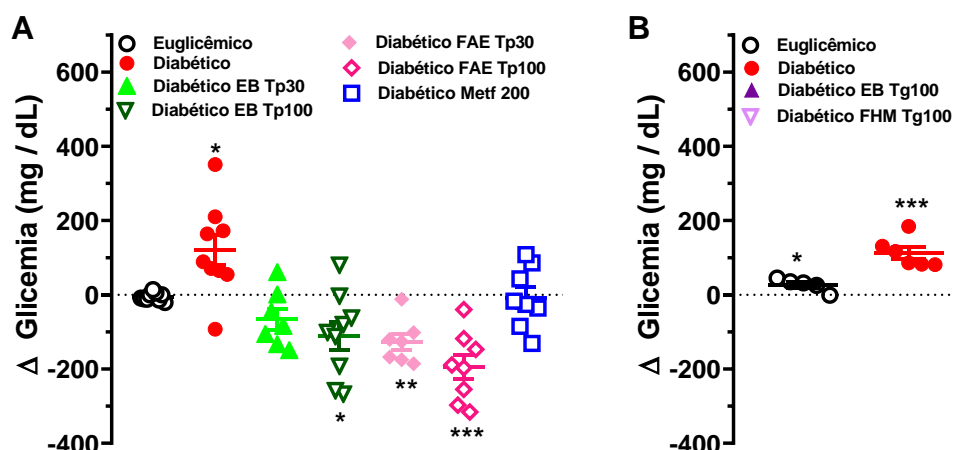 A
Euglicêmico
Diabético
Diabético EB Tp30
Diabético EB Tp100
Diabético FAE Tp30
Diabético FAE Tp100
Diabético Metf 200
Δ Glicemia (mg / dL)
600
400
200
0
-200
-400
*
*
**
***
B
Euglicêmico
Diabético
Diabético EB Tg100
Diabético FHM Tg100
Δ Glicemia (mg / dL)
600
400
200
0
-200
-400
*
***